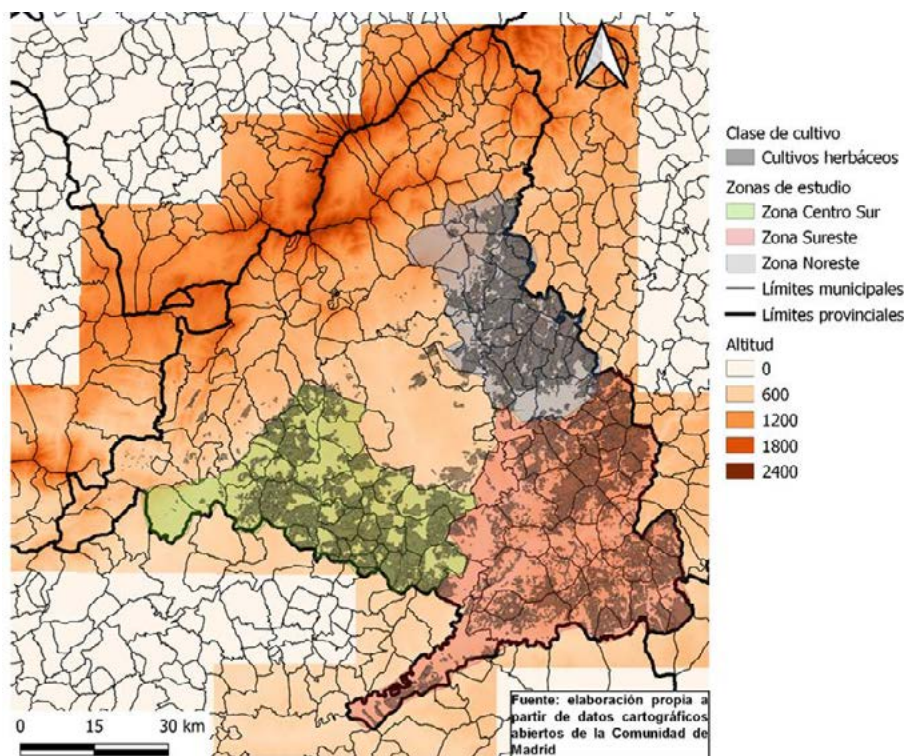 Clase de cultivo
Cultivos herbáceos
Zonas de estudio
Zona Centro Sur
Zona Sureste
Zona Noreste
Límites municipales
Límites provinciales
Altitud
0
600
1200
1800
2400
0 15 30 km
Fuente: elaboración propia a
partir de datos cartográficos
abiertos de la Comunidad de
Madrid